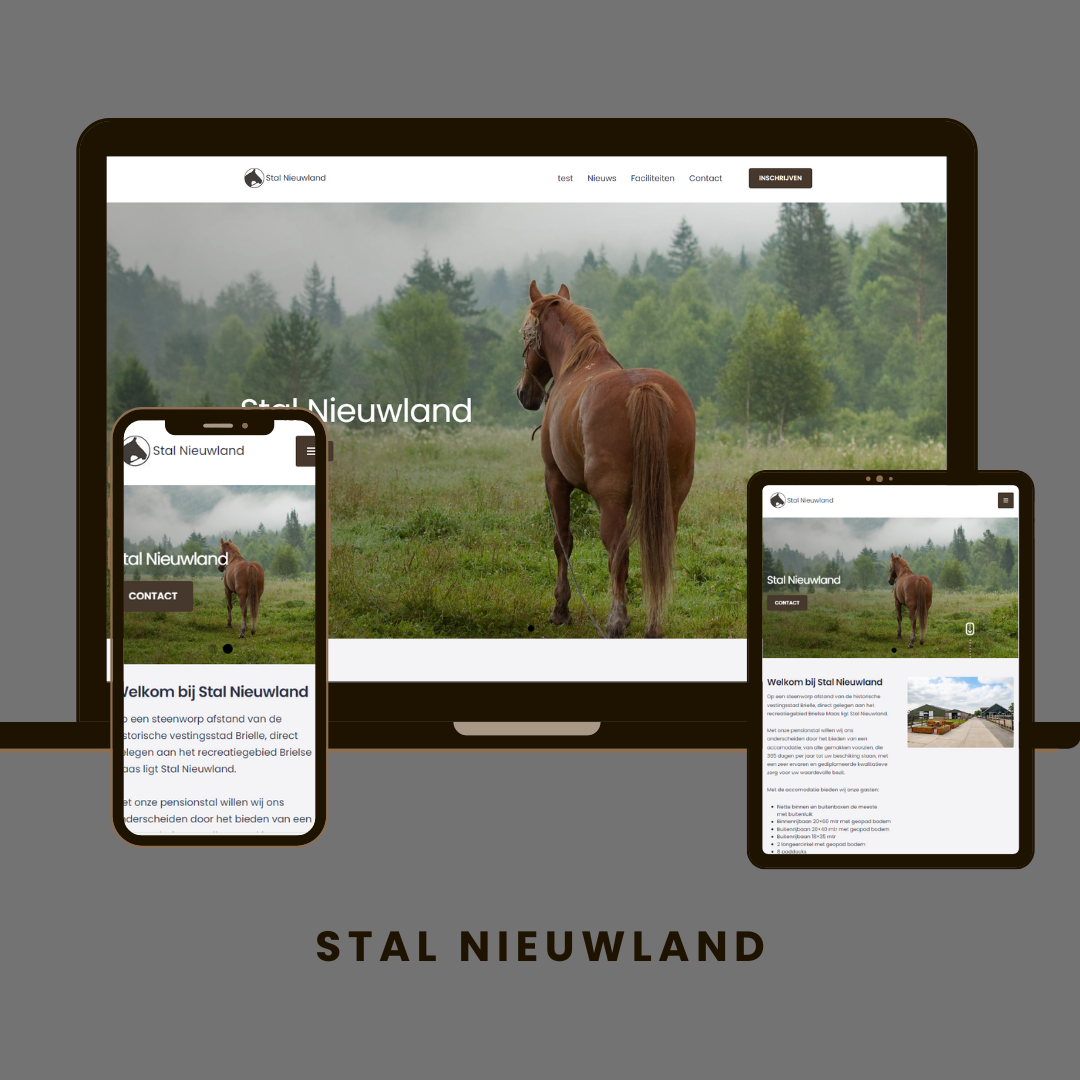 Stal Nieuwland
test Nieuws Faciliteiten Contact INSCHRIJVEN
Stal Nieuwland
Stal Nieuwland
tal Nieuwland
CONTACT
Welkom bij Stal Nieuwland
p een steenworp afstand van de
storische vestingsstad Brielle, direct
elegen aan het recreatiegebied Brielse
aas ligt Stal Nieuwland.
et onze pensionstal willen wij ons
nderscheiden door het bieden van een
Stal Nieuwland
Stal Nieuwland
CONTACT
Welkom bij Stal Nieuwland
Op een steenworp afstand van de historische
vestingsstad Brielle, direct gelegen aan het
recreatiegebied Brielse Maas ligt Stal Nieuwland.
Met onze pensionstal willen wij ons
onderscheiden door het bieden van een
accomodatie, van alle gemakken voorzien, die
365 dagen per jaar tot uw beschikking staan, met
een zeer ervaren en gediplomeerde kwalitatieve
zorg voor uw waardevolle bezit.
Met de accomodatie bieden wij onze gasten:
Nette binnen en buitenboxen de meeste
met buitenluik
Binnenrijbaan 20×60 mtr met geopad bodem
Buitenrijbaan 20×40 mtr met geopad bodem
Buitenrijbaan 15×35 mtr
2 longeercirkel met geopad bodem
8 paddocks
STAL NIEUWLAND